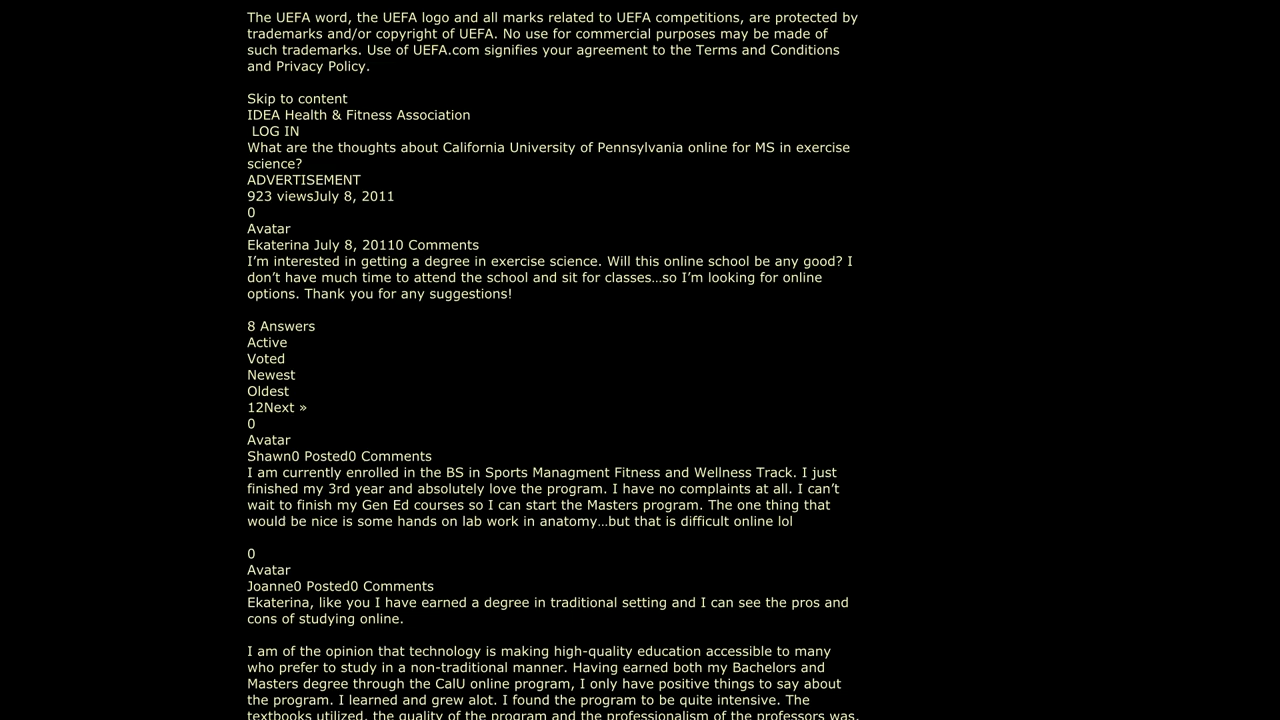 The UEFA word, the UEFA logo and all marks related to UEFA competitions, are protected by
trademarks and/or copyright of UEFA. No use for commercial purposes may be made of
such trademarks. Use of UEFA.com signifies your agreement to the Terms and Conditions
and Privacy Policy.
Skip to content
IDEA Health & Fitness Association
LOG IN
What are the thoughts about California University of Pennsylvania online for MS in exercise
science?
ADVERTISEMENT
923 viewsJuly 8, 2011
0
Avatar
Ekaterina July 8, 20110 Comments
I’m interested in getting a degree in exercise science. Will this online school be any good? I
don’t have much time to attend the school and sit for classes…so I’m looking for online
options. Thank you for any suggestions!
8 Answers
Active
Voted
Newest
Oldest
12Next »
0
Avatar
Shawn0 Posted0 Comments
I am currently enrolled in the BS in Sports Managment Fitness and Wellness Track. I just
finished my 3rd year and absolutely love the program. I have no complaints at all. I can’t
wait to finish my Gen Ed courses so I can start the Masters program. The one thing that
would be nice is some hands on lab work in anatomy…but that is difficult online lol
0
Avatar
Joanne0 Posted0 Comments
Ekaterina, like you I have earned a degree in traditional setting and I can see the pros and
cons of studying online.
I am of the opinion that technology is making high-quality education accessible to many
who prefer to study in a non-traditional manner. Having earned both my Bachelors and
Masters degree through the CalU online program, I only have positive things to say about
the program. I learned and grew alot. I found the program to be quite intensive. The
textbooks utilized, the quality of the program and the professionalism of the professors was,